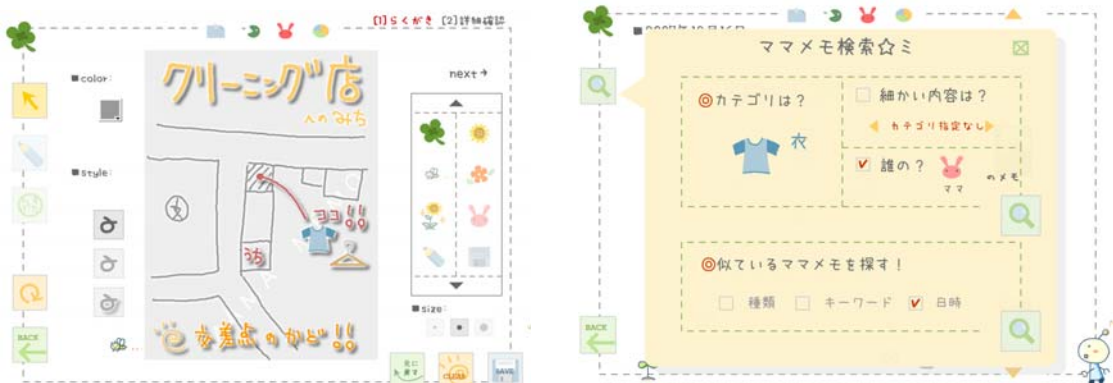 [1]らくがき [2]詳細確認
color:
style:
BACK
クリーニング店
へのみち
ココ!!
うち
交差点のかど!!
next→
size:
元に戻す
CLEAR
SAVE
ママメモ検索☆ミ
◎カテゴリは?
衣
細かい内容は?
カテゴリ指定なし
誰の?
ママ
のメモ
◎似ているママメモを探す!
種類 キーワード 日時
BACK